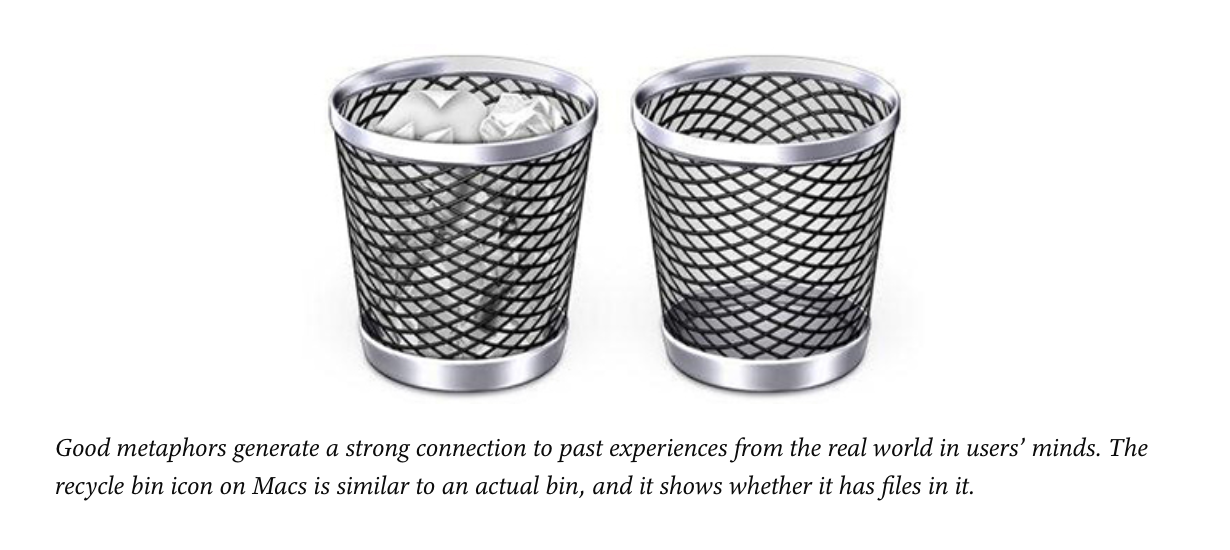 Good metaphors generate a strong connection to past experiences from the real world in users’ minds. The
recycle bin icon on Macs is similar to an actual bin, and it shows whether it has files in it.